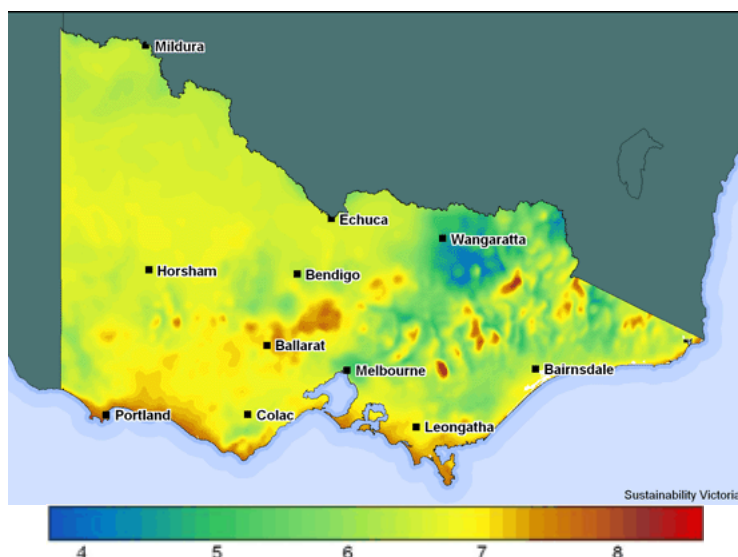 Mildura
Echuca
Wangaratta
Horsham
Bendigo
Ballarat
Melbourne
Bairnsdale
Portland
Colac
Leongatha
Sustainability Victoria
4 5 6 7 8